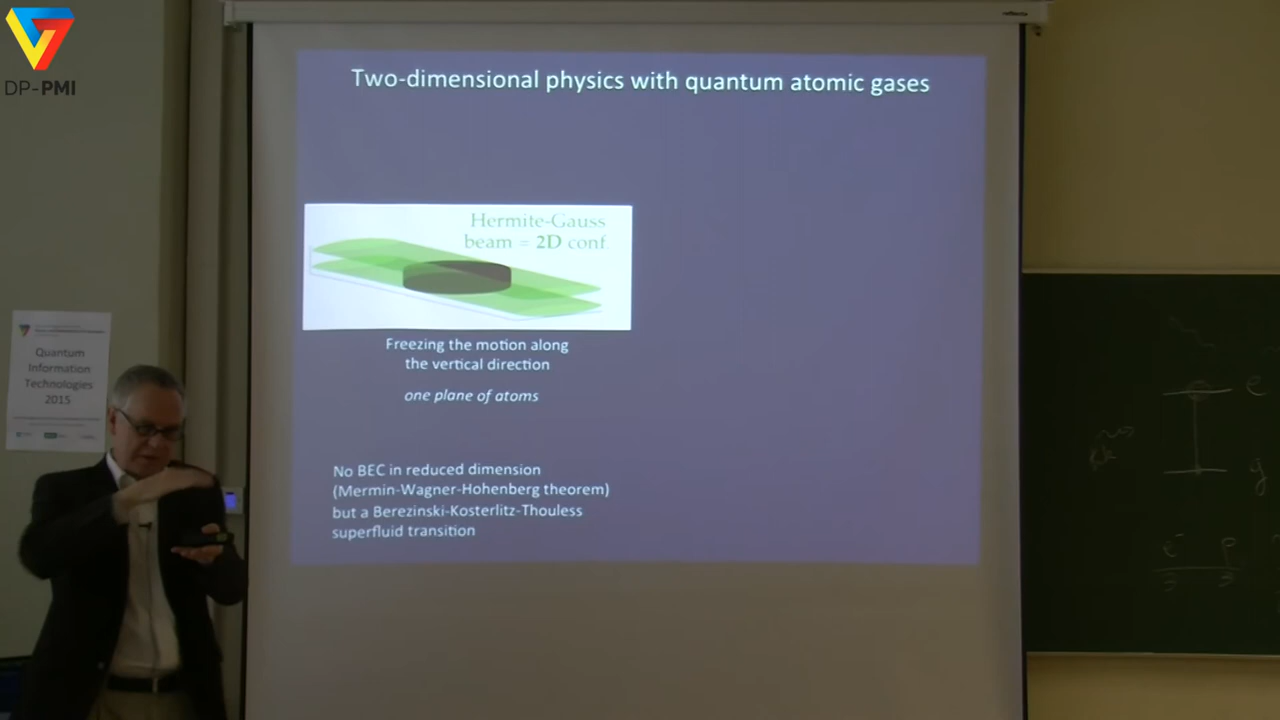 DP-PMI
Two-dimensional physics with quantum atomic gases
Hermite-Gauss
beam = 2D conf
Freezing the motion along
the vertical direction
one plane of atoms
No BEC in reduced dimension
(Mermin-Wagner-Hohenberg theorem)
but a Berezinski-Kosterlitz-Thouless
superfluid transition
Quantum
Information
Technologies
2015
e
g
e⁻ p